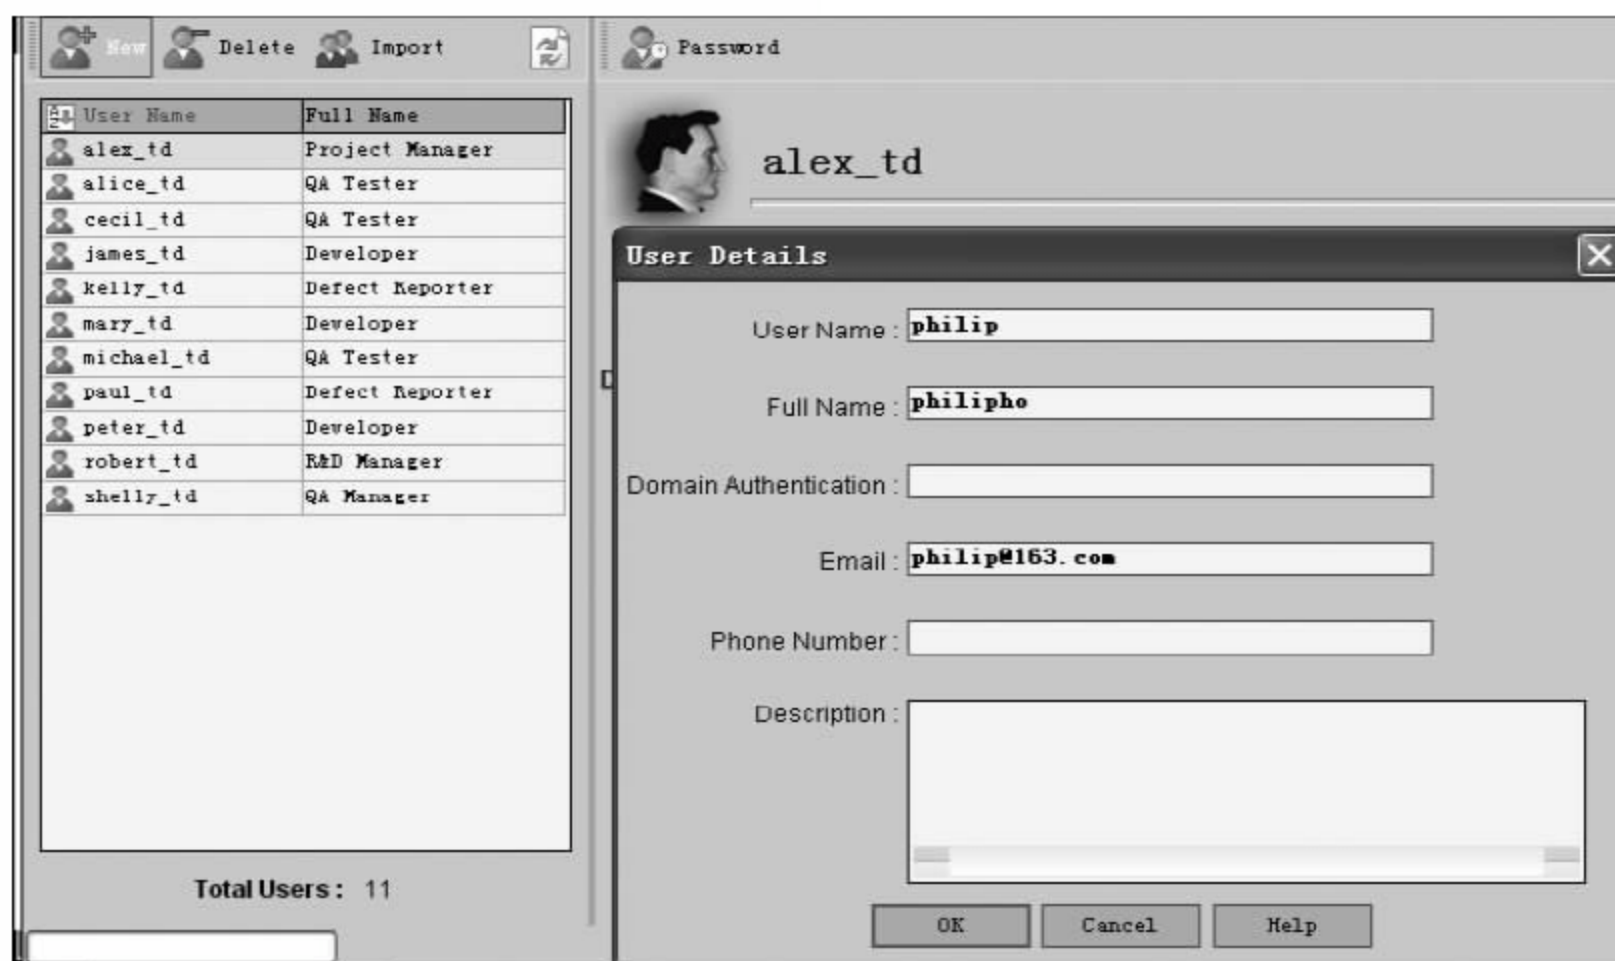 New Delete Import Password
User Name Full Name
alex_td Project Manager
alice_td QA Tester
cecil_td QA Tester
james_td Developer
kelly_td Defect Reporter
mary_td Developer
michael_td QA Tester
paul_td Defect Reporter
peter_td Developer
robert_td R&D Manager
shelly_td QA Manager
Total Users : 11
alex_td
D
User Details
User Name : philip
Full Name : philipho
Domain Authentication :
Email : philip@163.com
Phone Number :
Description :
OK Cancel Help